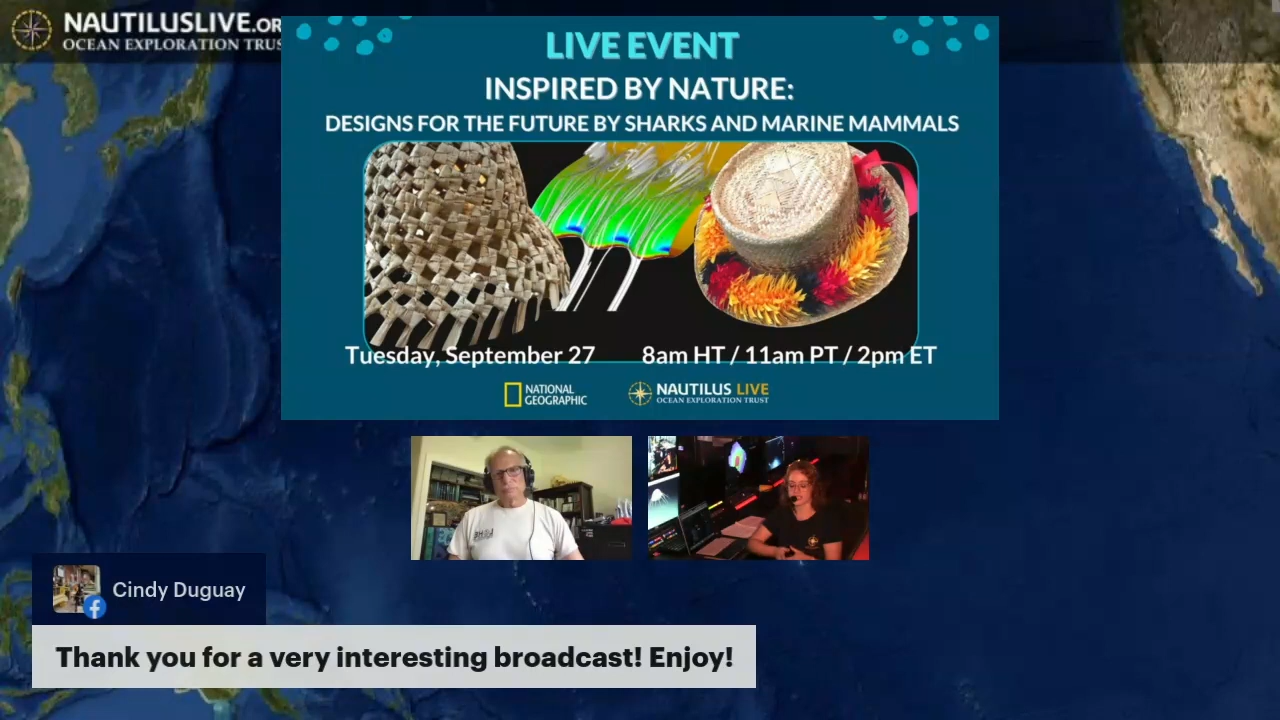 NAUTILUSLIVE.OR
OCEAN EXPLORATION TRUS
LIVE EVENT
INSPIRED BY NATURE:
DESIGNS FOR THE FUTURE BY SHARKS AND MARINE MAMMALS
Tuesday, September 27
8am HT / 11am PT / 2pm ET
NATIONAL
GEOGRAPHIC
NAUTILUS LIVE
OCEAN EXPLORATION TRUST
Cindy Duguay
Thank you for a very interesting broadcast! Enjoy!